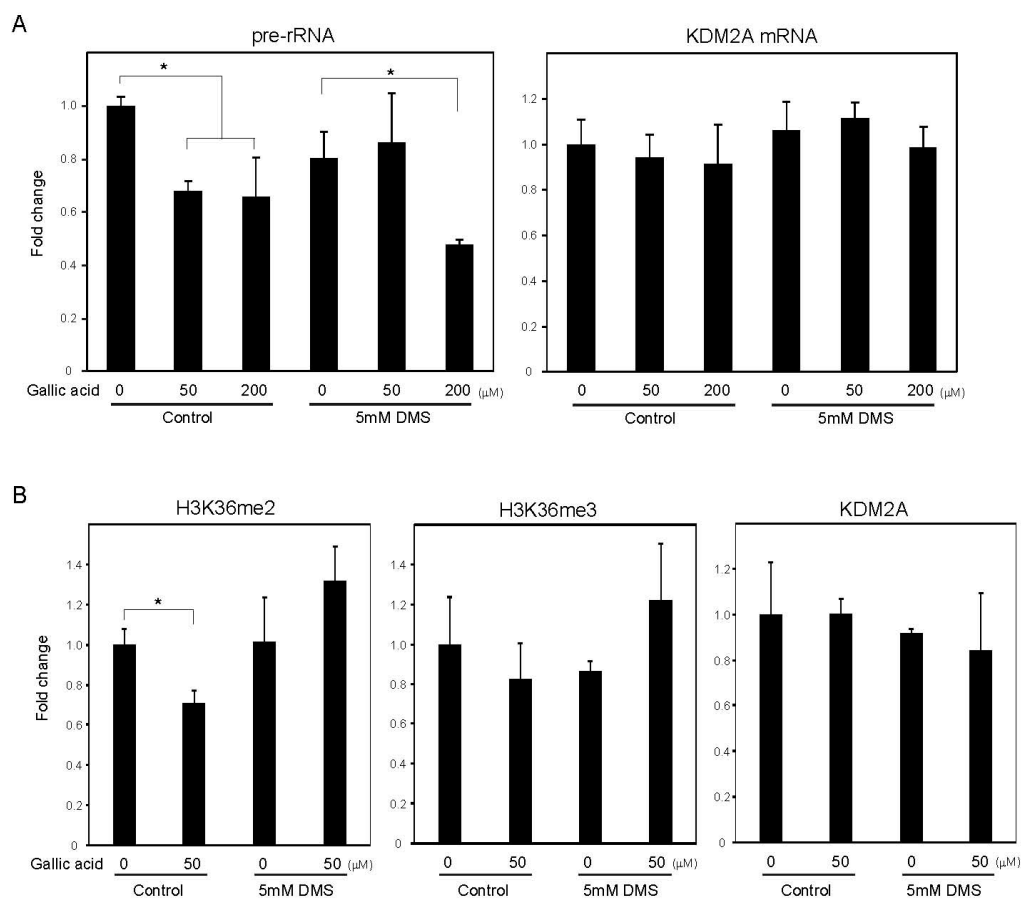 A
pre-rRNA
KDM2A mRNA
Fold change
1.0
0.8
0.6
0.4
0.2
0
*
*
1.2
1.0
0.8
0.6
0.4
0.2
0
Gallic acid 0 50 200 0 50 200 (μM)
Control 5mM DMS
0 50 200 0 50 200 (μM)
Control 5mM DMS
B
H3K36me2
H3K36me3
KDM2A
Fold change
1.4
1.2
1.0
0.8
0.6
0.4
0.2
0
*
1.4
1.2
1.0
0.8
0.6
0.4
0.2
0
1.2
1.0
0.8
0.6
0.4
0.2
0
Gallic acid 0 50 0 50 (μM)
Control 5mM DMS
0 50 0 50 (μM)
Control 5mM DMS
0 50 0 50 (μM)
Control 5mM DMS